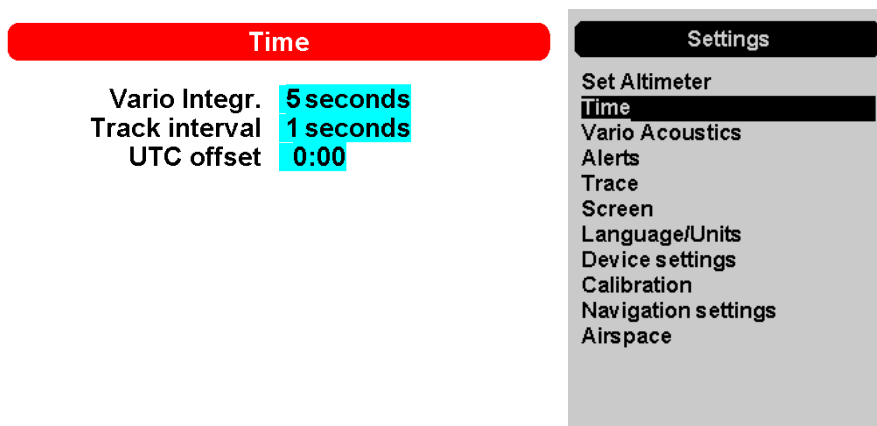 Time
Vario Integr. 5 seconds
Track interval 1 seconds
UTC offset 0:00
Settings
Set Altimeter
Time
Vario Acoustics
Alerts
Trace
Screen
Language/Units
Device settings
Calibration
Navigation settings
Airspace